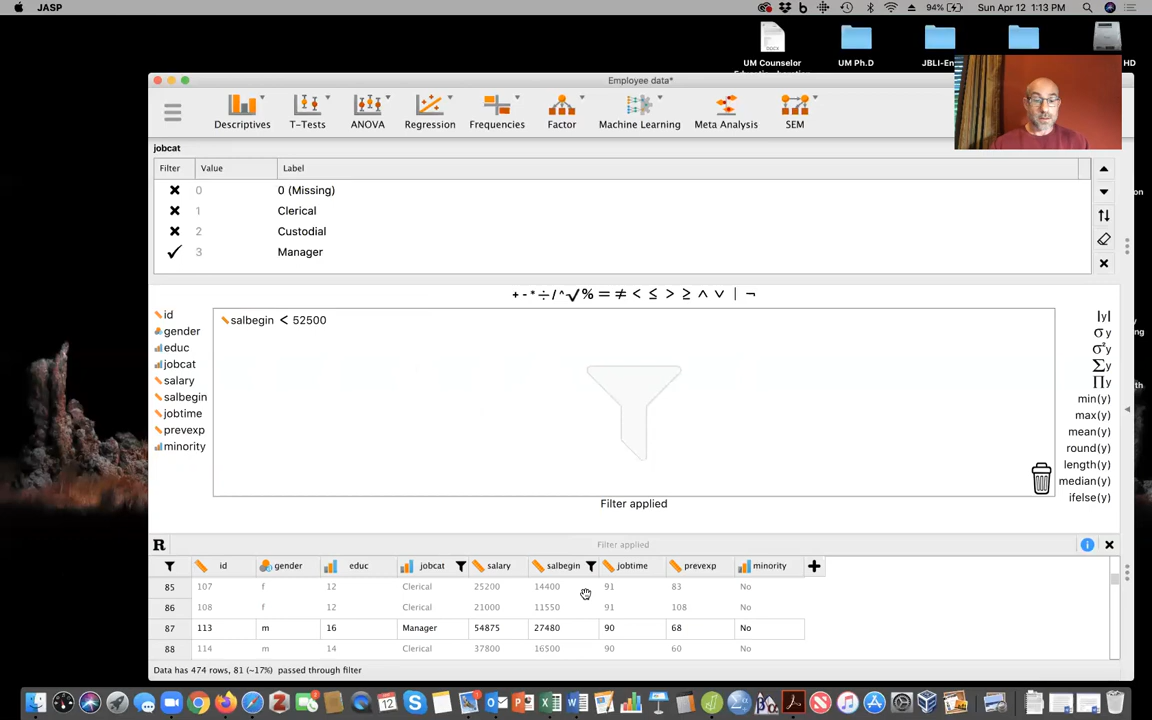 JASP 94% Sun Apr 12 1:13 PM
DOCX
UM Counselor
UM Ph.D
JBLI-En
HD
Employee data*
Descriptives T-Tests ANOVA Regression Frequencies Factor Machine Learning Meta Analysis SEM
jobcat
Filter Value Label
0 0 (Missing)
1 Clerical
2 Custodial
3 Manager
+ - * ÷ / ^ √ % = ≠ < ≤ > ≥ ∧ ∨ | ¬
id
gender
educ
jobcat
salary
salbegin
jobtime
prevexp
minority
salbegin < 52500
Filter applied
|y|
σ y
σ² y
Σ y
∏ y
min(y)
max(y)
mean(y)
round(y)
length(y)
median(y)
ifelse(y)
R Filter applied
id gender educ jobcat salary salbegin jobtime prevexp minority
85 107 f 12 Clerical 25200 14400 91 83 No
86 108 f 12 Clerical 21000 11550 91 108 No
87 113 m 16 Manager 54875 27480 90 68 No
88 114 m 14 Clerical 37800 16500 90 60 No
Data has 474 rows, 81 (~17%) passed through filter